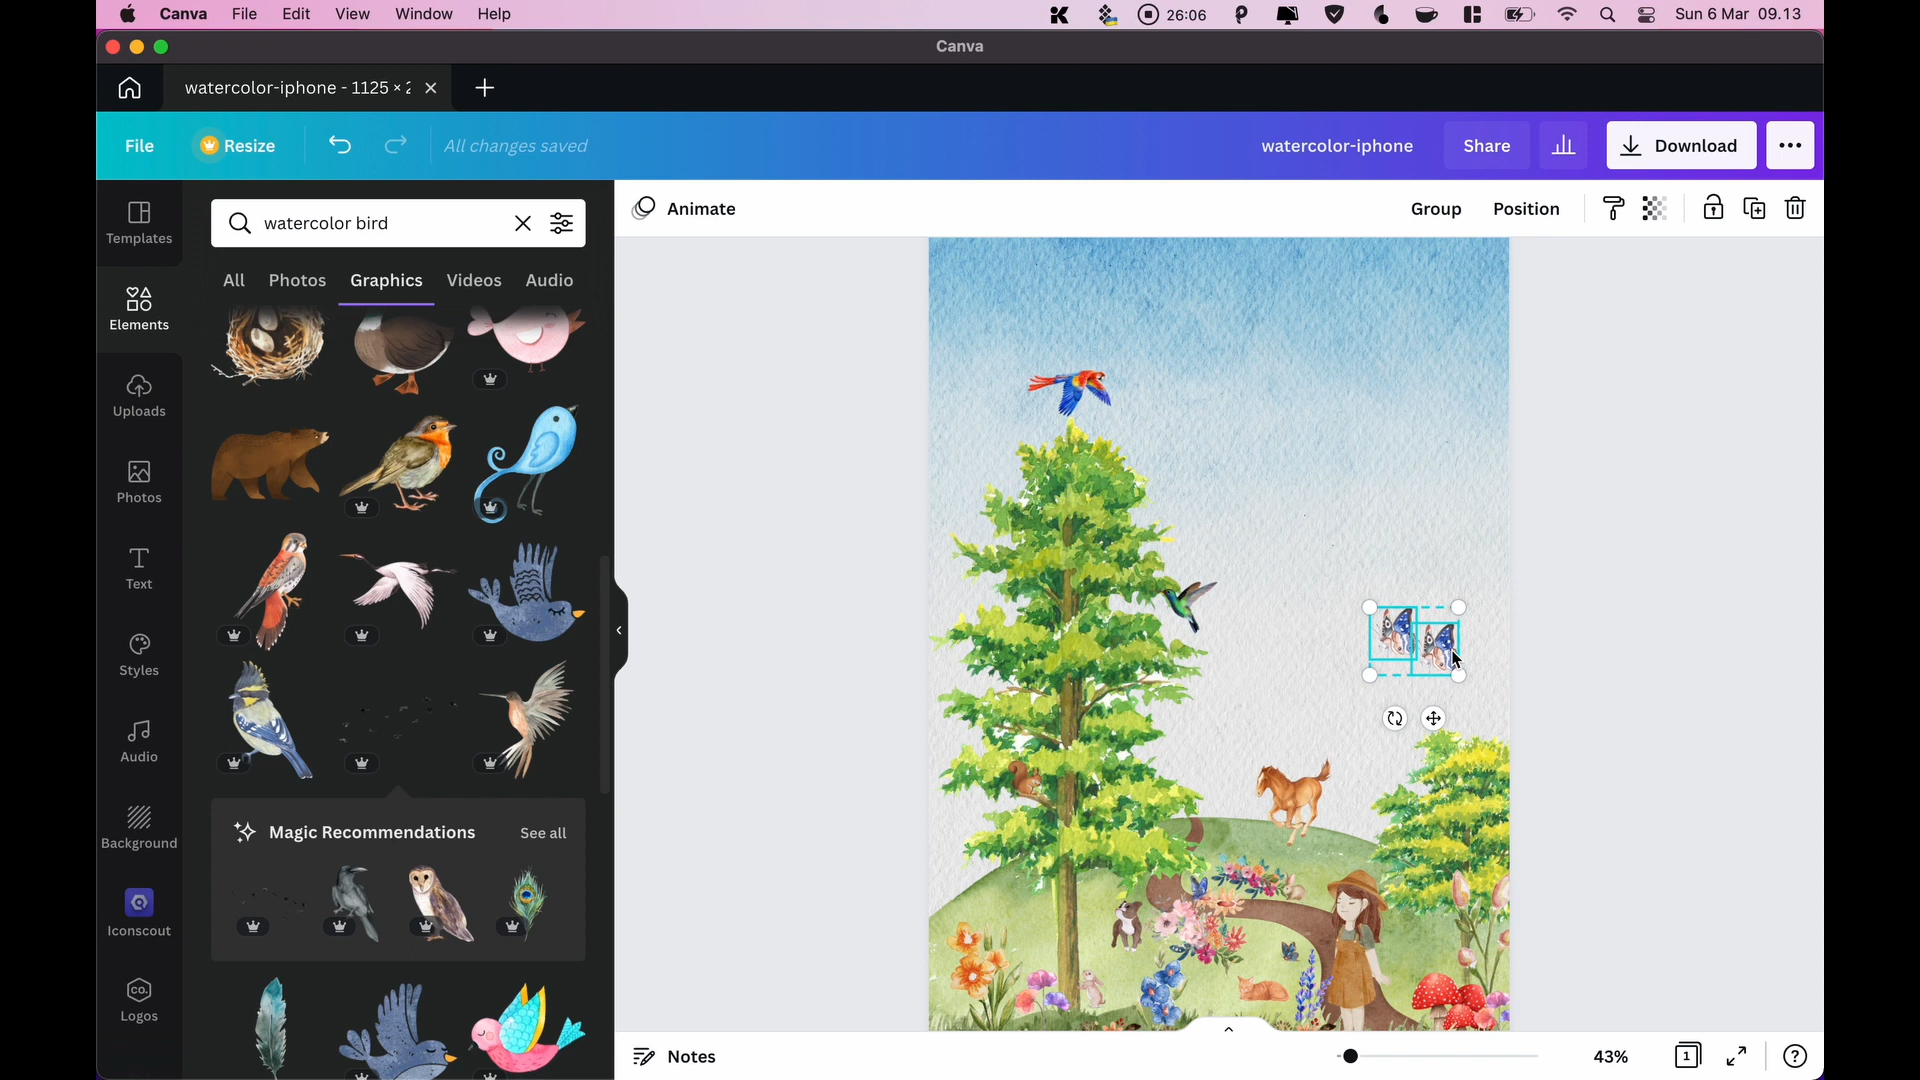 Canva File Edit View Window Help 26:06 Sun 6 Mar 09.13
Canva
watercolor-iphone - 1125 ×
File Resize All changes saved watercolor-iphone Share Download
Templates
Elements
Uploads
Photos
Text
Styles
Audio
Background
Iconscout
CO.
Logos
watercolor bird
All Photos Graphics Videos Audio
Magic Recommendations See all
Animate Group Position
Notes 43% 1 ?